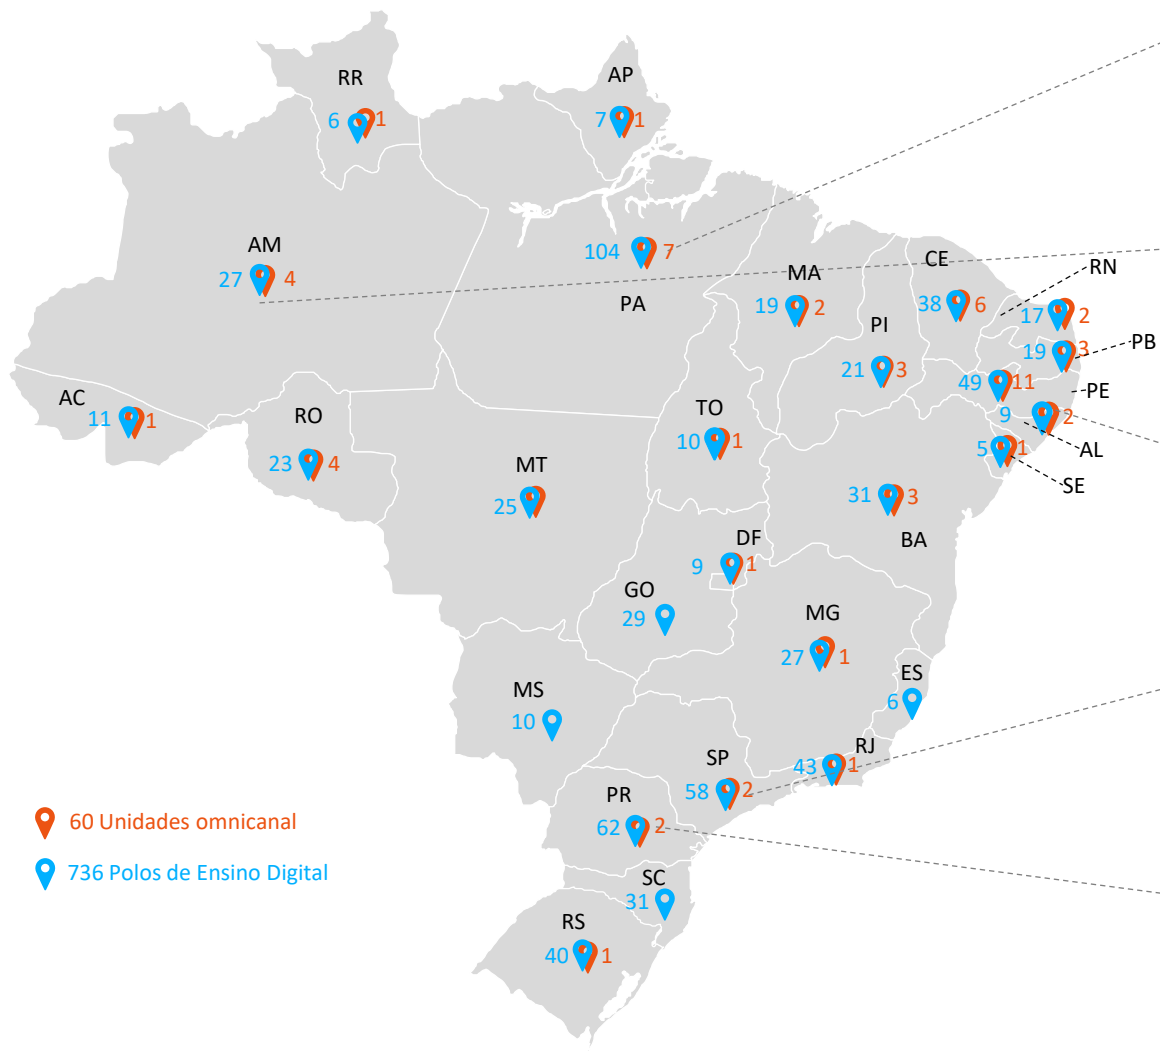 RR
6 1
AP
7 1
AM
27 4
104 7
PA
MA
19 2
CE
38 6
RN
17 2
PI
21 3
19 3
PB
49 11
PE
9 2
AL
5 1
SE
AC
11 1
RO
23 4
TO
10 1
MT
25
31 3
BA
DF
9 1
GO
29
MG
27 1
ES
6
MS
10
RJ
43 1
SP
58 2
PR
62 2
60 Unidades omnicanal
736 Polos de Ensino Digital
SC
31
RS
40 1